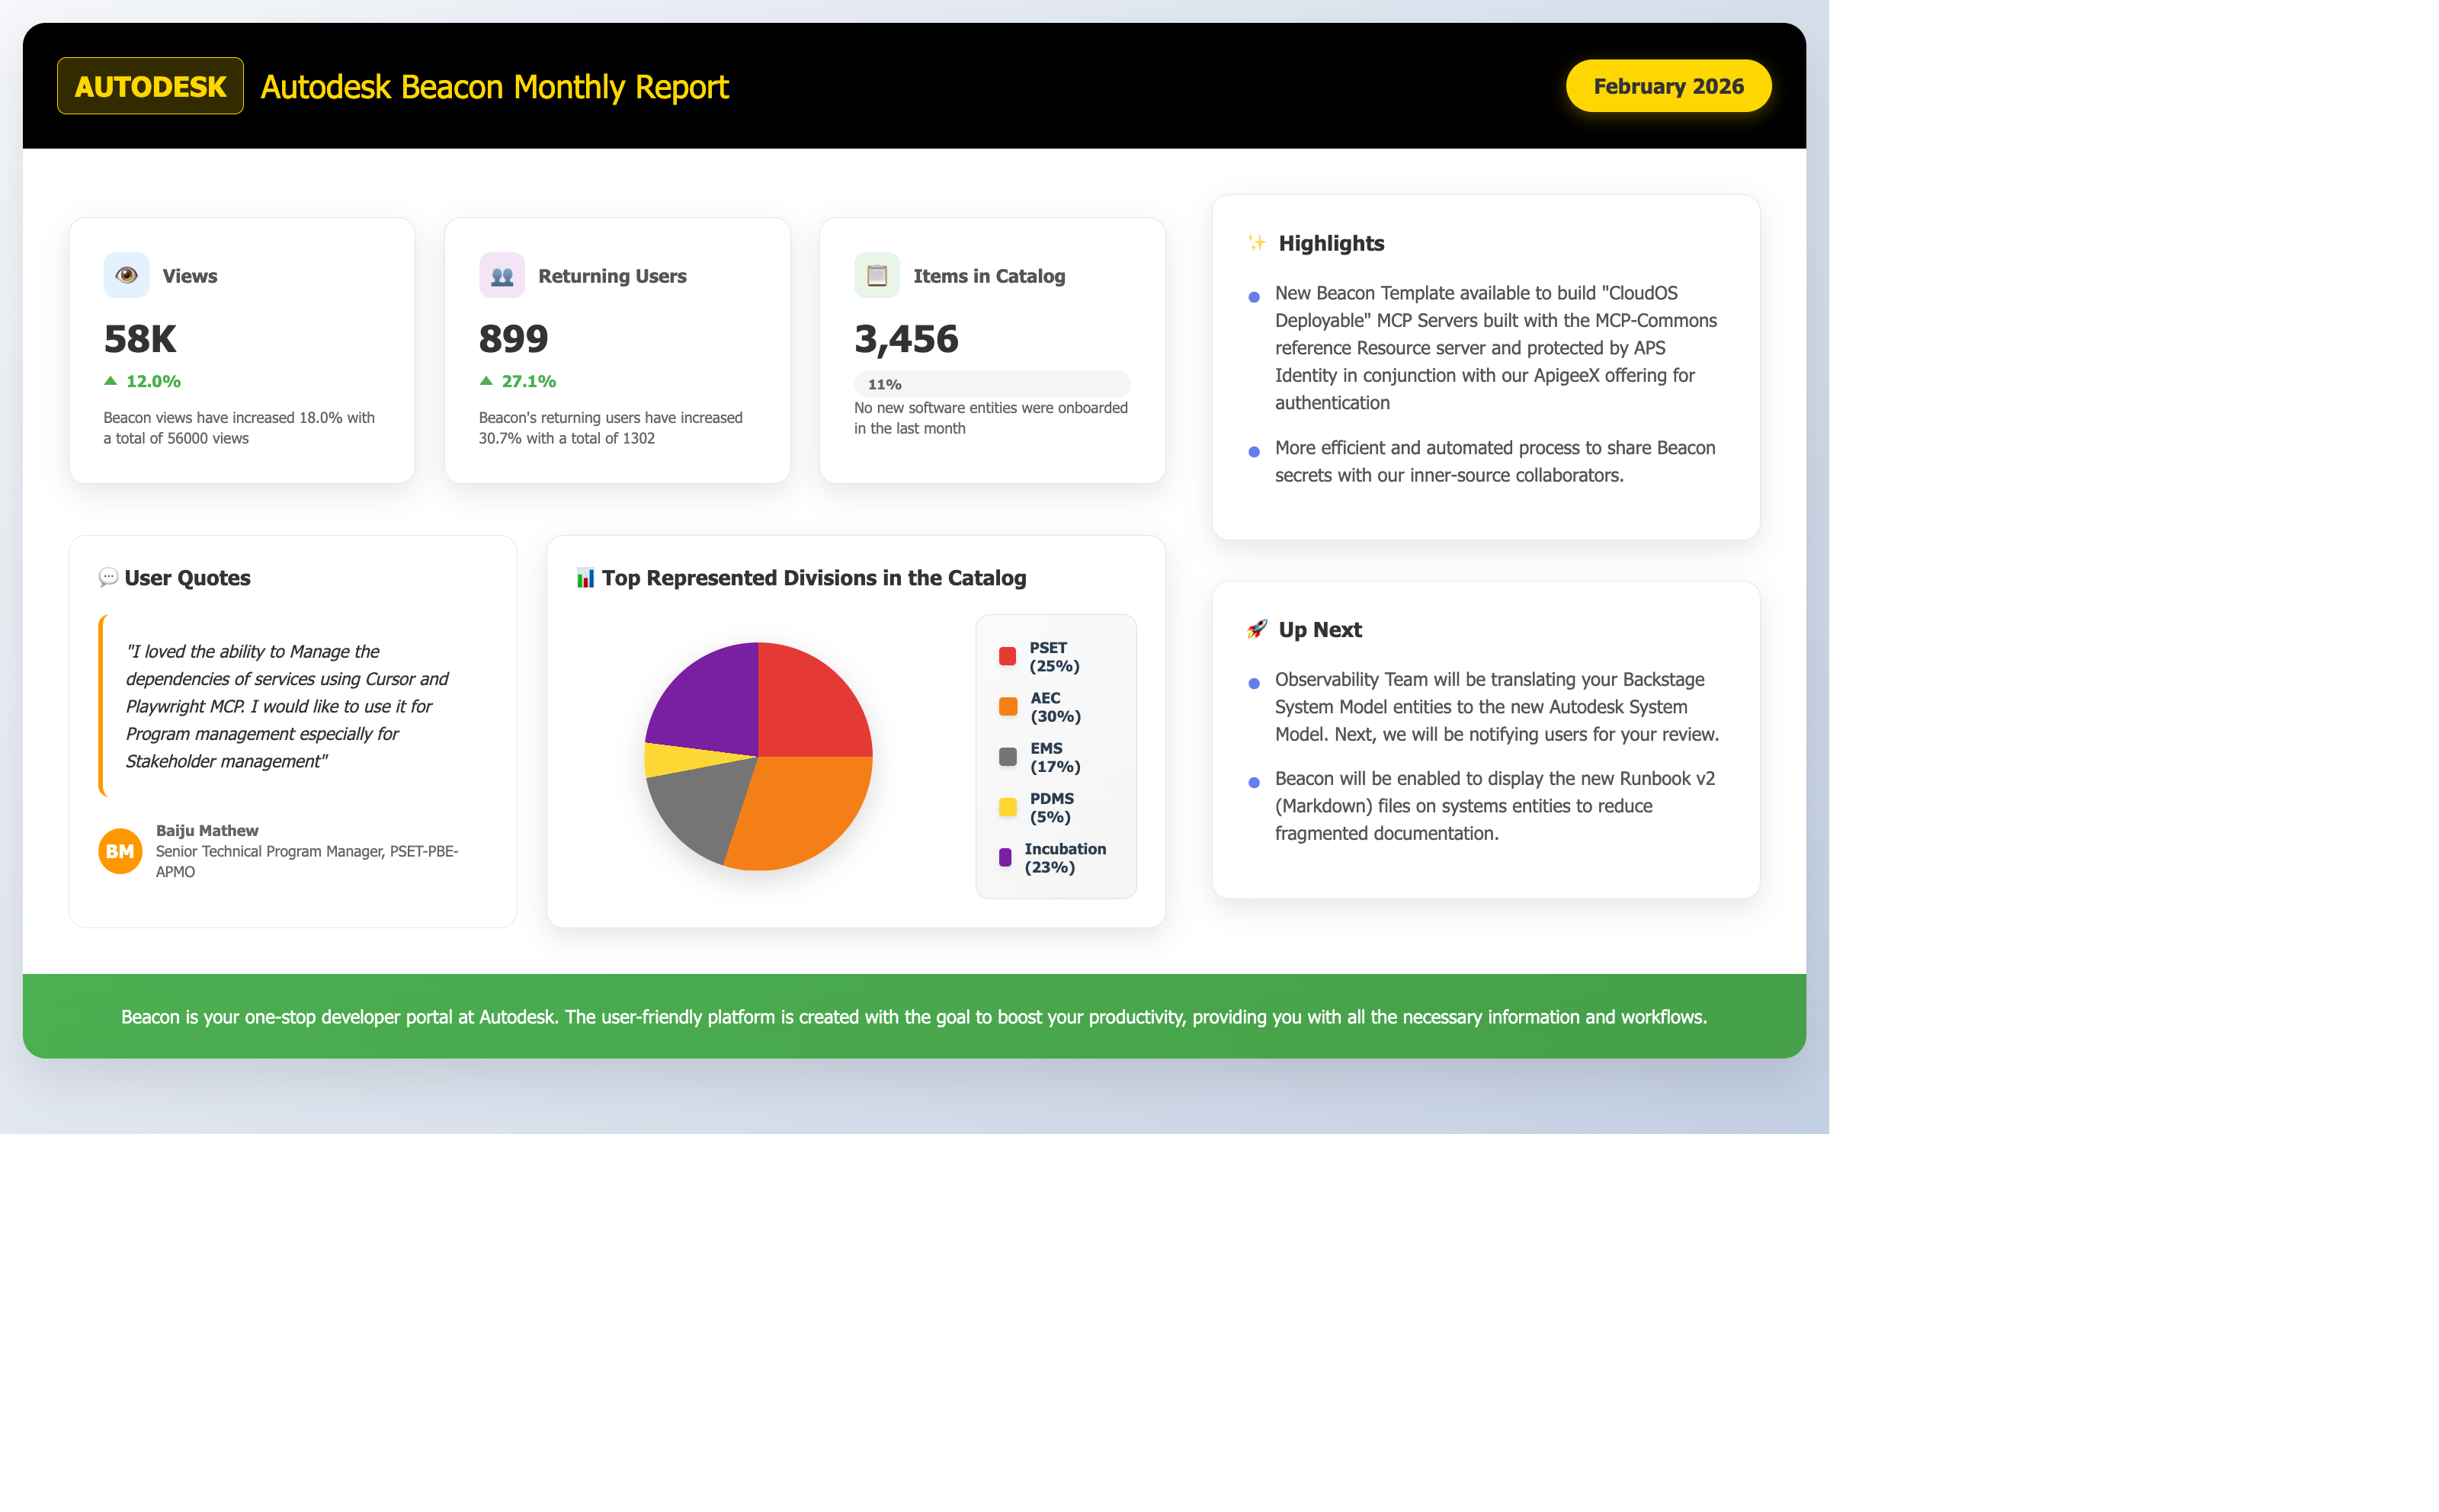 AUTODESK
Autodesk Beacon Monthly Report
February 2026
Views
58K
12.0%
Beacon views have increased 18.0% with
a total of 56000 views
Returning Users
899
27.1%
Beacon's returning users have increased
30.7% with a total of 1302
Items in Catalog
3,456
11%
No new software entities were onboarded
in the last month
User Quotes
"I loved the ability to Manage the
dependencies of services using Cursor and
Playwright MCP. I would like to use it for
Program management especially for
Stakeholder management"
BM
Baiju Mathew
Senior Technical Program Manager, PSET-PBE-
APMO
Top Represented Divisions in the Catalog
PSET
(25%)
AEC
(30%)
EMS
(17%)
PDMS
(5%)
Incubation
(23%)
Highlights
New Beacon Template available to build "CloudOS
Deployable" MCP Servers built with the MCP-Commons
reference Resource server and protected by APS
Identity in conjunction with our ApigeeX offering for
authentication
More efficient and automated process to share Beacon
secrets with our inner-source collaborators.
Up Next
Observability Team will be translating your Backstage
System Model entities to the new Autodesk System
Model. Next, we will be notifying users for your review.
Beacon will be enabled to display the new Runbook v2
(Markdown) files on systems entities to reduce
fragmented documentation.
Beacon is your one-stop developer portal at Autodesk. The user-friendly platform is created with the goal to boost your productivity, providing you with all the necessary information and workflows.